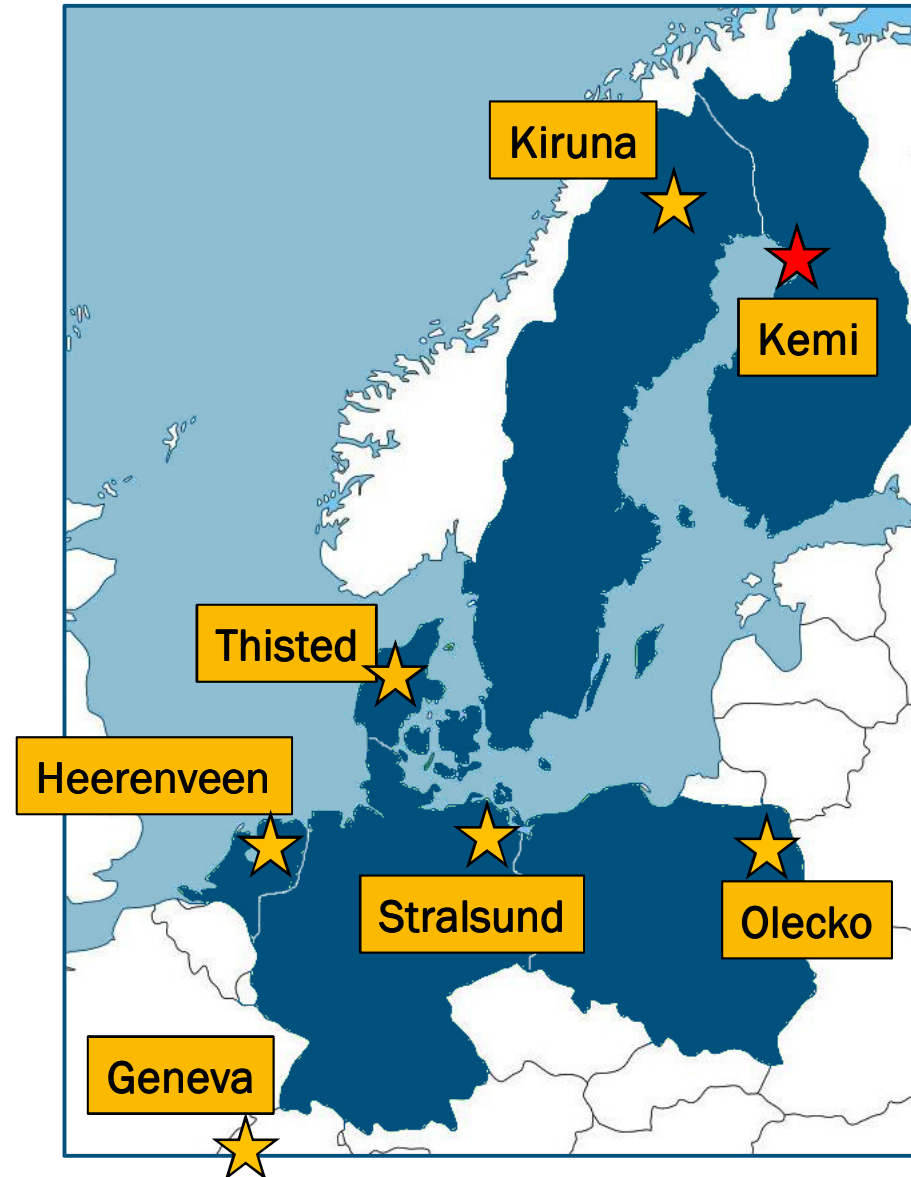 Kiruna
Kemi
Thisted
Heerenveen
Stralsund
Olecko
Geneva